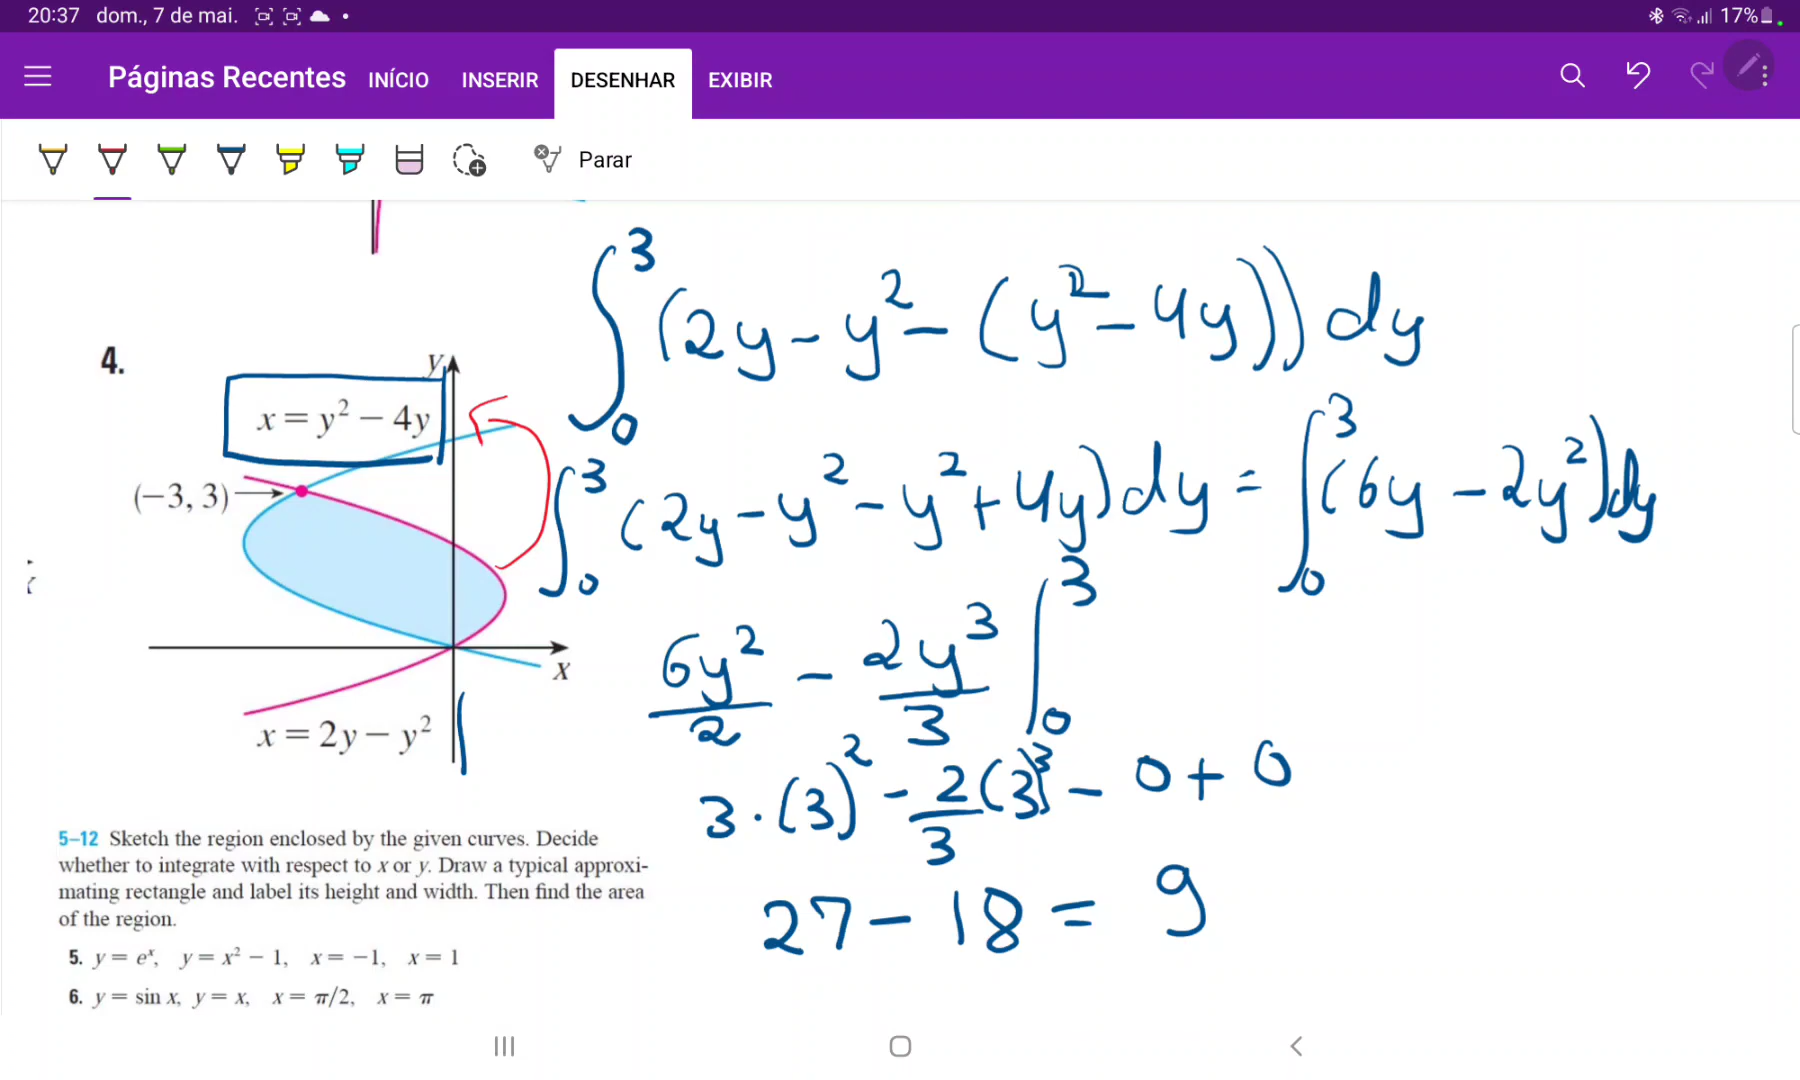 20:37 dom., 7 de mai. 17%
Páginas Recentes INÍCIO INSERIR DESENHAR EXIBIR
Parar
∫₀³ (2y - y² - (y² - 4y)) dy
4.
y
x = y² − 4y
(−3, 3)
x
x = 2y − y²
∫₀³ (2y - y² - y² + 4y) dy = ∫₀³ (6y - 2y²) dy
6y²/2 - 2y³/3 ∫₀³
3 · (3)² - 2/3 (3)³ - 0 + 0
27 - 18 = 9
5–12 Sketch the region enclosed by the given curves. Decide
whether to integrate with respect to x or y. Draw a typical approxi-
mating rectangle and label its height and width. Then find the area
of the region.
5. y = eˣ, y = x² − 1, x = −1, x = 1
6. y = sin x, y = x, x = π/2, x = π